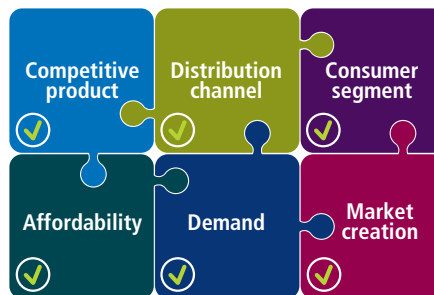 Competitive
product
Distribution
channel
Consumer
segment
Affordability
Demand
Market
creation